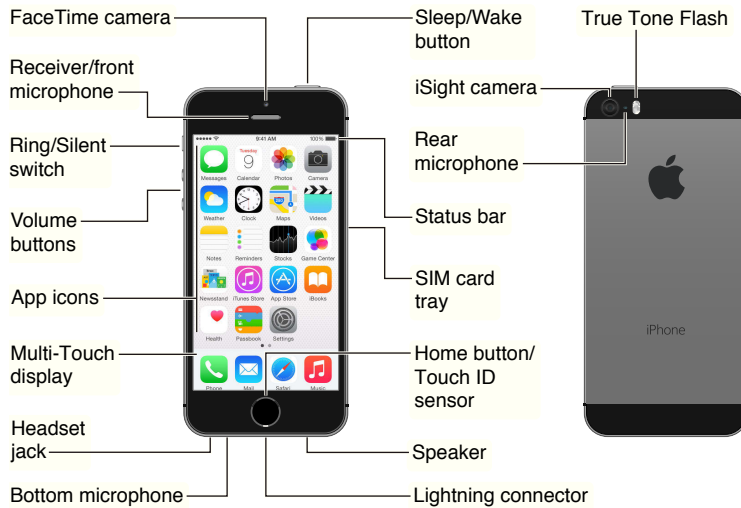 FaceTime camera
Receiver/front
microphone
Ring/Silent
switch
Volume
buttons
App icons
Multi-Touch
display
Headset
jack
Bottom microphone
9:41 AM
100%
Tuesday
9
Messages
Calendar
Photos
Camera
280
Weather
Clock
Maps
Videos
Notes
Reminders
Stocks
Game Center
Newsstand
iTunes Store
App Store
iBooks
Health
Passbook
Settings
Phone
Mail
Safari
Music
Sleep/Wake
button
iSight camera
Rear
microphone
Status bar
SIM card
tray
Home button/
Touch ID
sensor
Speaker
Lightning connector
True Tone Flash
iPhone